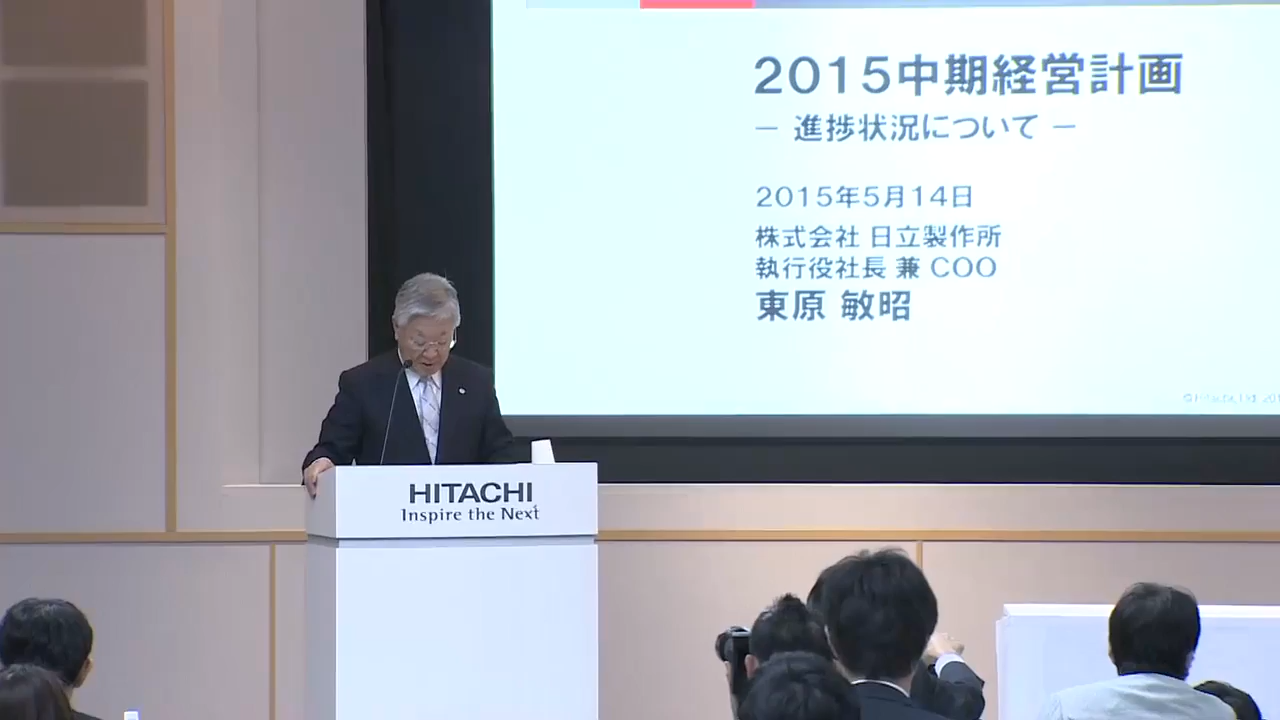 2015中期経営計画
− 進捗状況について −
2015年5月14日
株式会社 日立製作所
執行役社長 兼 COO
東原 敏昭
HITACHI
Inspire the Next